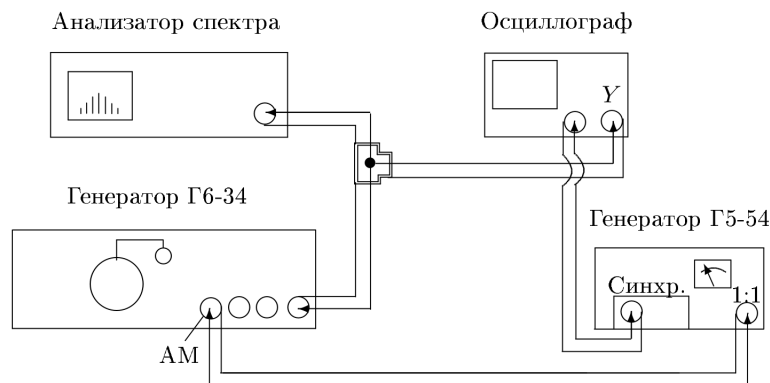 Анализатор спектра
Осциллограф
Y
Генератор Г6-34
Генератор Г5-54
Синхр.
1:1
АМ